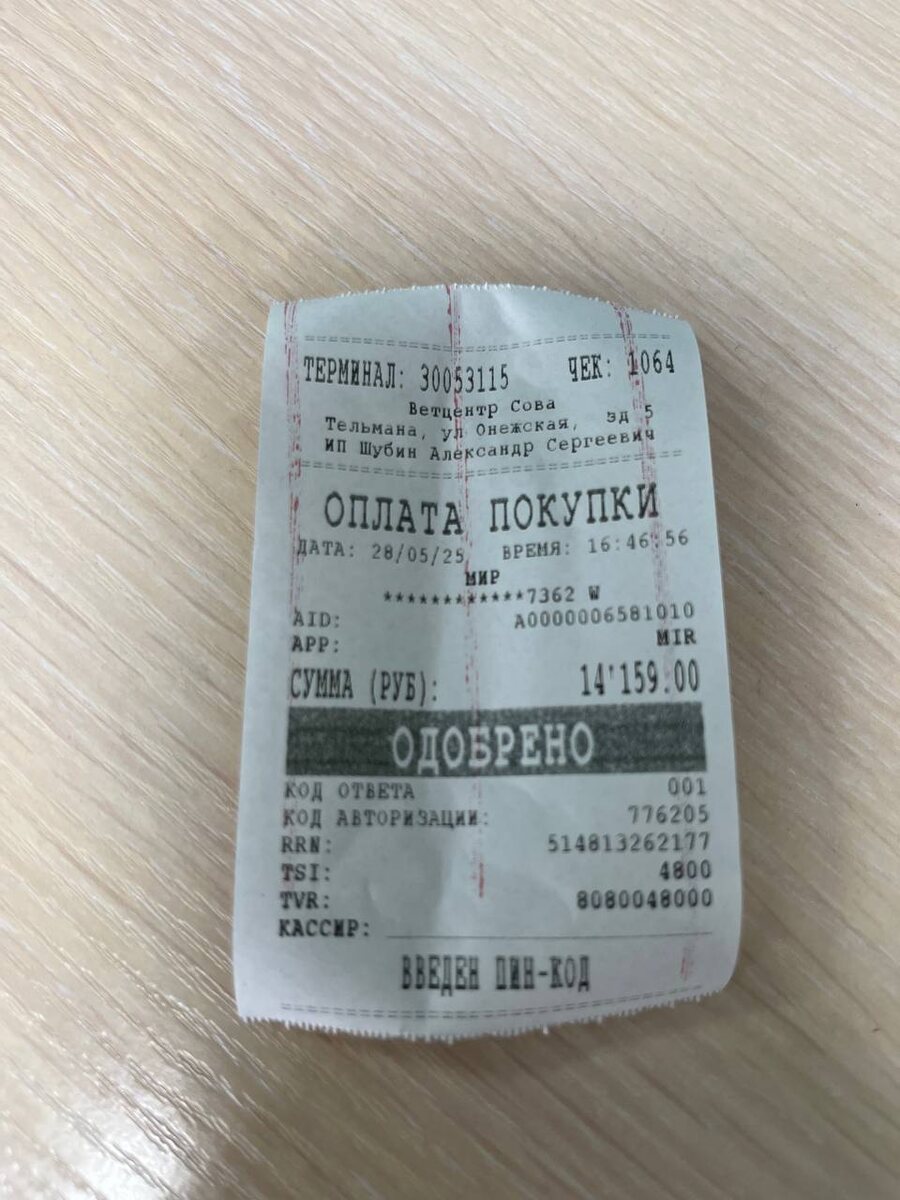 ТЕРМИНАЛ: 30053115 ЧЕК: 1064
Ветцентр Сова
Тельмана, ул Онежская, зд 5
ИП Шубин Александр Сергеевич
ОПЛАТА ПОКУПКИ
ДАТА: 28/05/25 ВРЕМЯ: 16:46:56
МИР
************7362 W
AID: A0000006581010
APP: MIR
СУММА (РУБ): 14'159.00
ОДОБРЕНО
КОД ОТВЕТА 001
КОД АВТОРИЗАЦИИ: 776205
RRN: 514813262177
TSI: 4800
TVR: 8080048000
КАССИР:
ВВЕДЕН ПИН-КОД